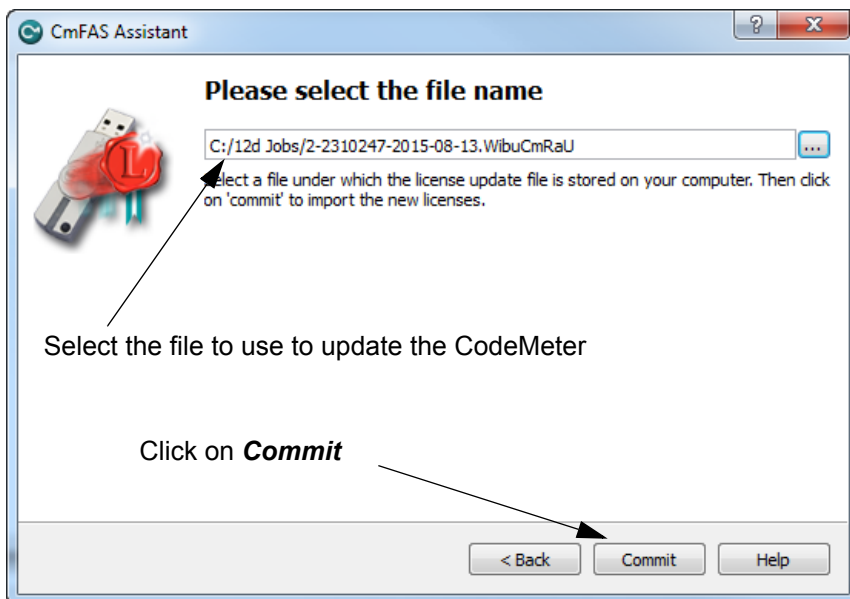 CmFAS Assistant
Please select the file name
C:/12d Jobs/2-2310247-2015-08-13.WibuCmRaU
...
Select a file under which the license update file is stored on your computer. Then click
on 'commit' to import the new licenses.
L
Select the file to use to update the CodeMeter
Click on Commit
< Back
Commit
Help